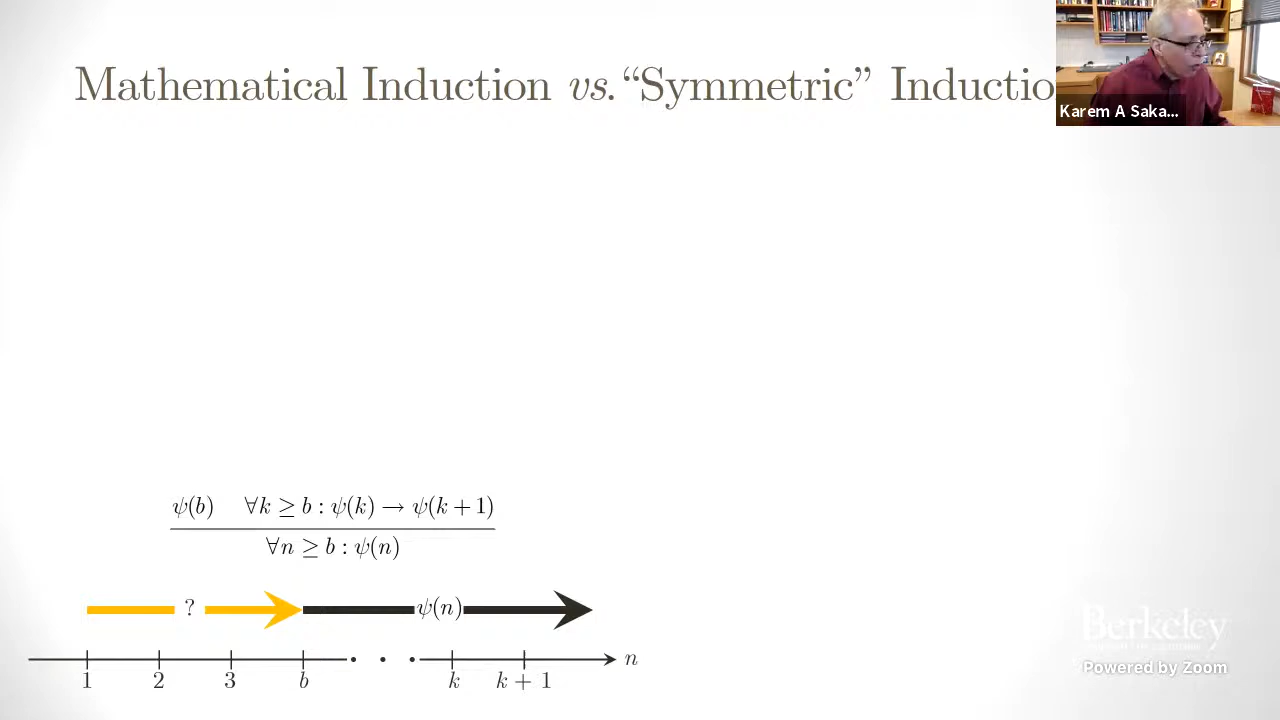 Mathematical Induction vs. “Symmetric” Inductio
Karem A Saka...
ψ(b) ∀k ≥ b : ψ(k) → ψ(k + 1)
∀n ≥ b : ψ(n)
? ψ(n)
1 2 3 b k k + 1 n
Berkeley
Powered by Zoom